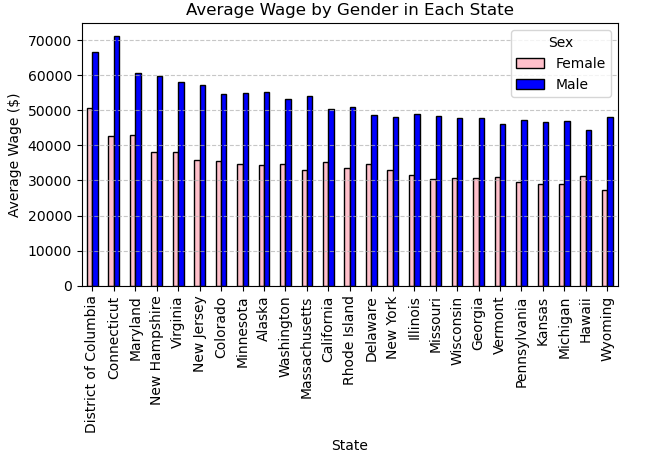 Average Wage by Gender in Each State
Sex
Female
Male
Average Wage ($)
70000
60000
50000
40000
30000
20000
10000
0
District of Columbia
Connecticut
Maryland
New Hampshire
Virginia
New Jersey
Colorado
Minnesota
Alaska
Washington
Massachusetts
California
Rhode Island
Delaware
New York
Illinois
Missouri
Wisconsin
Georgia
Vermont
Pennsylvania
Kansas
Michigan
Hawaii
Wyoming
State